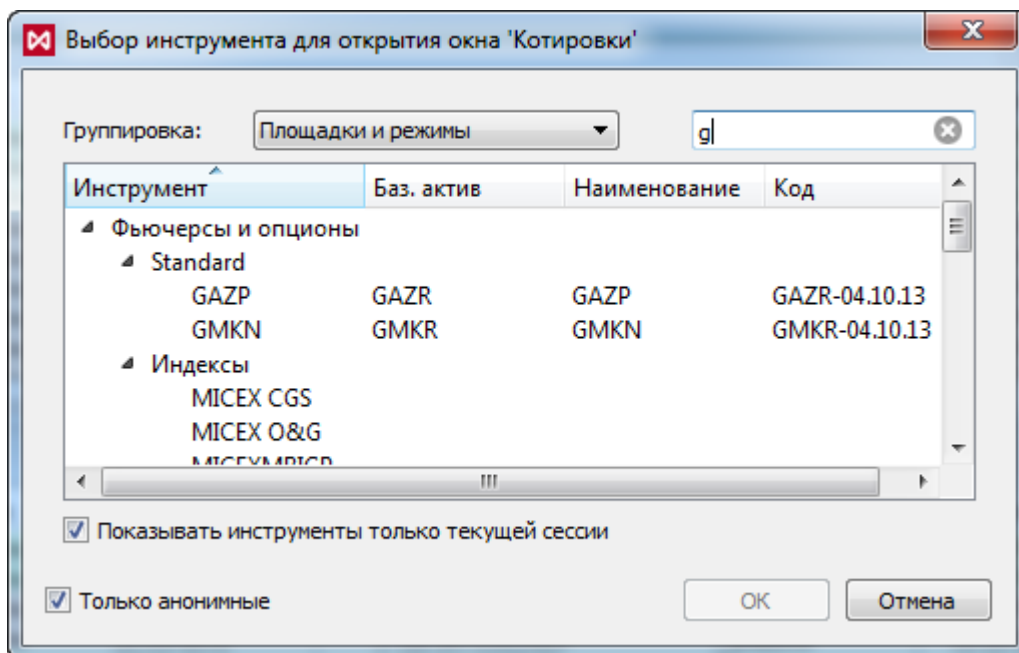 Выбор инструмента для открытия окна 'Котировки'
Группировка: Площадки и режимы g
Инструмент Баз. актив Наименование Код
Фьючерсы и опционы
Standard
GAZP GAZR GAZP GAZR-04.10.13
GMKN GMKR GMKN GMKR-04.10.13
Индексы
MICEX CGS
MICEX O&G
Показывать инструменты только текущей сессии
Только анонимные OK Отмена